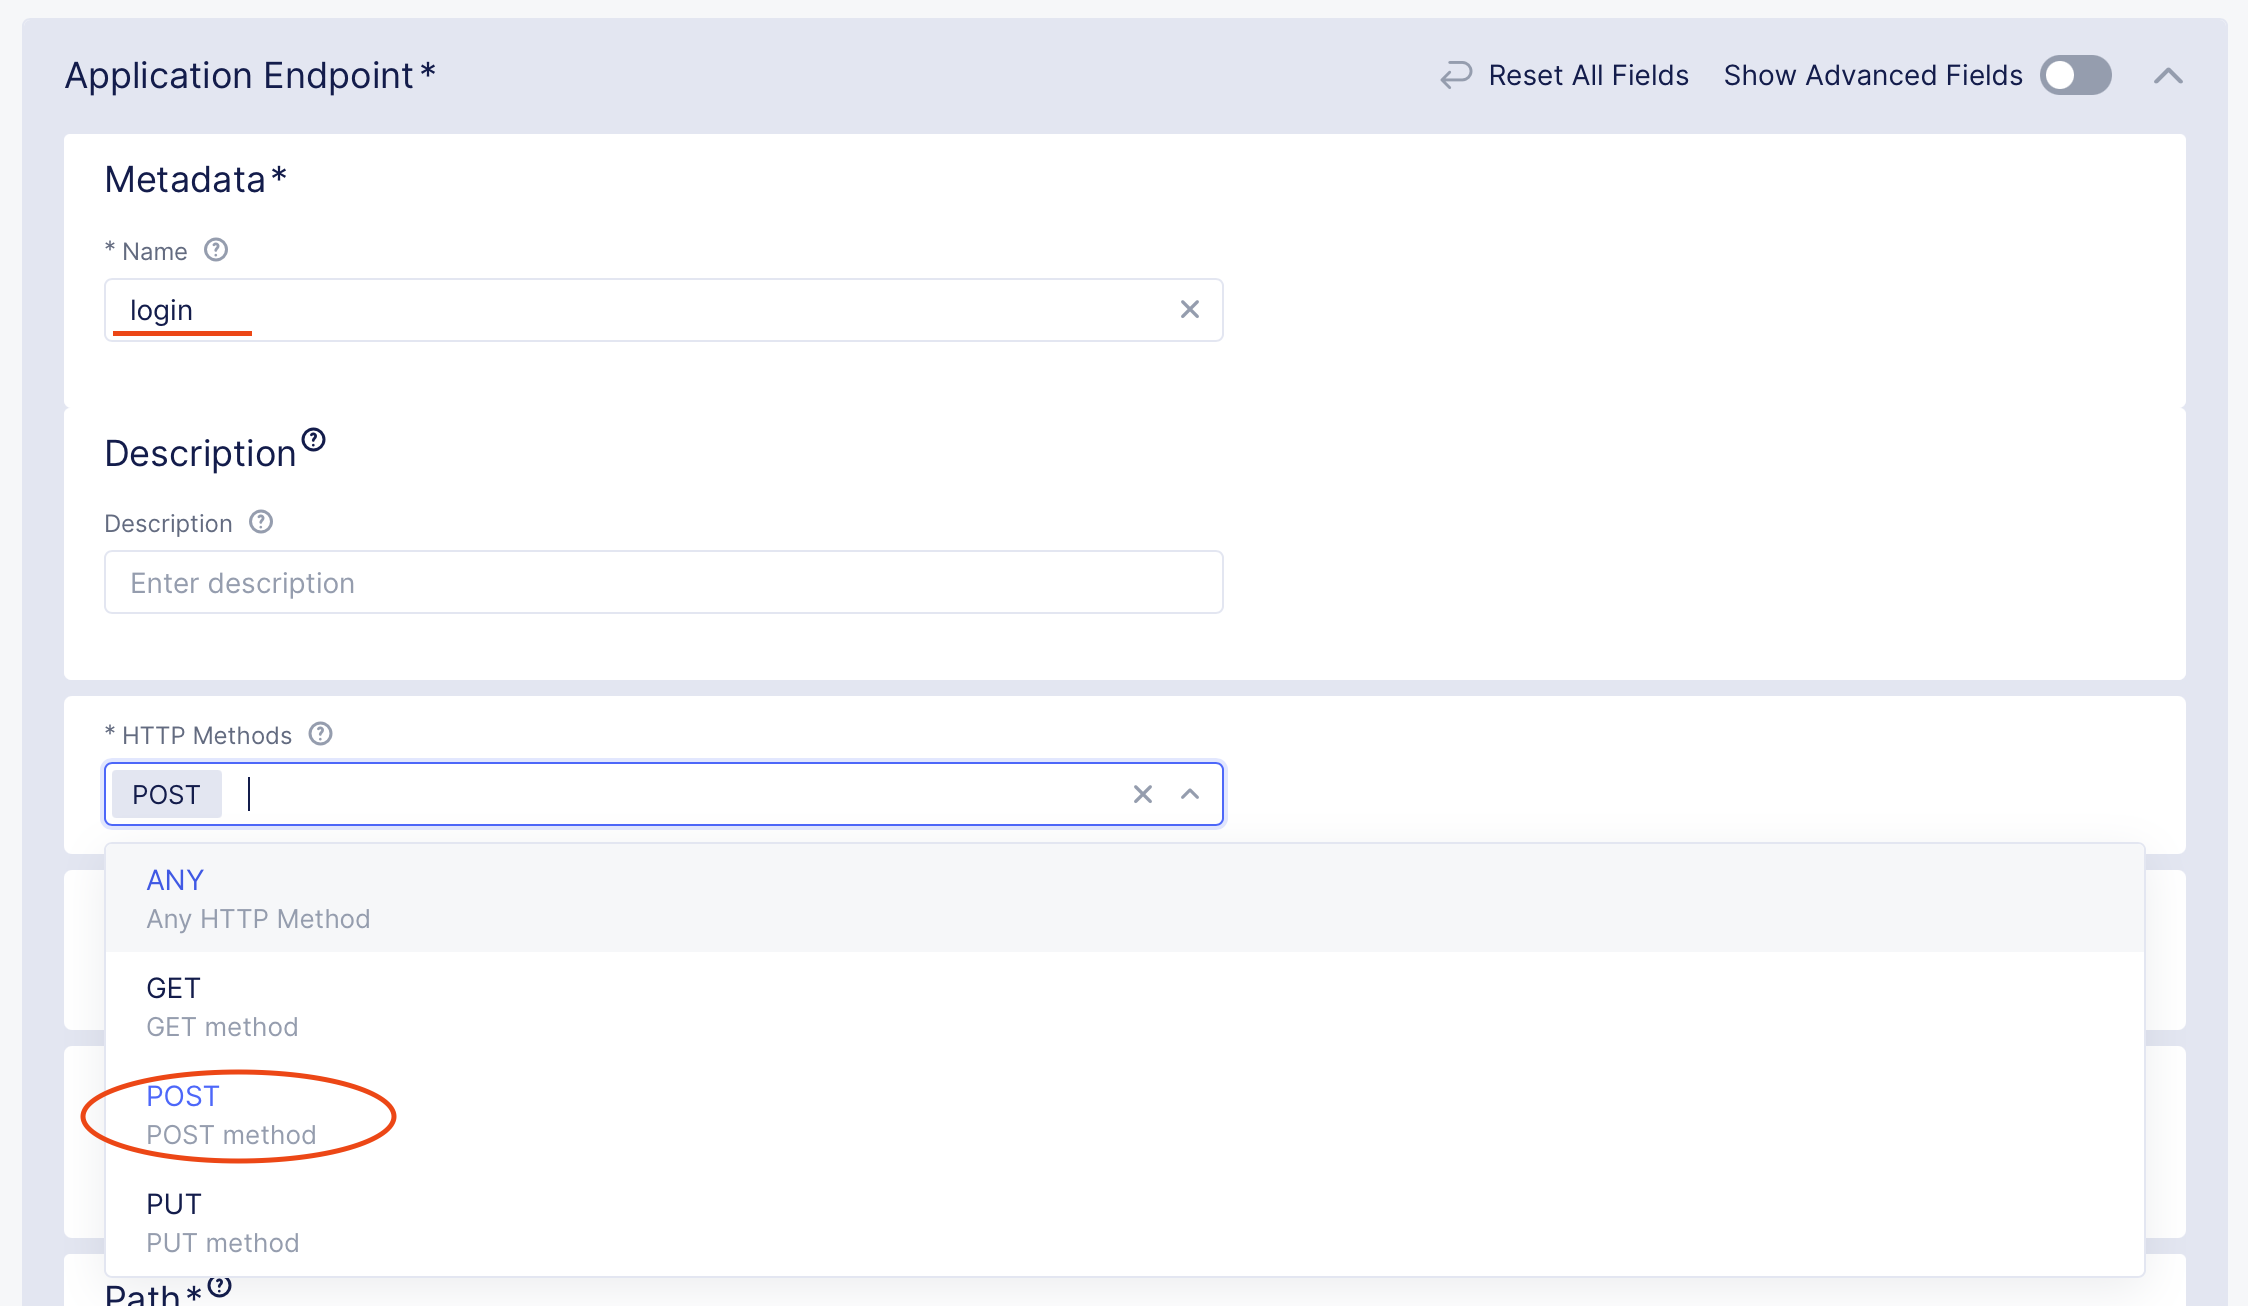 Application Endpoint*
Reset All Fields Show Advanced Fields
Metadata*
* Name
login
Description
Description
Enter description
* HTTP Methods
POST
ANY
Any HTTP Method
GET
GET method
POST
POST method
PUT
PUT method
Path*